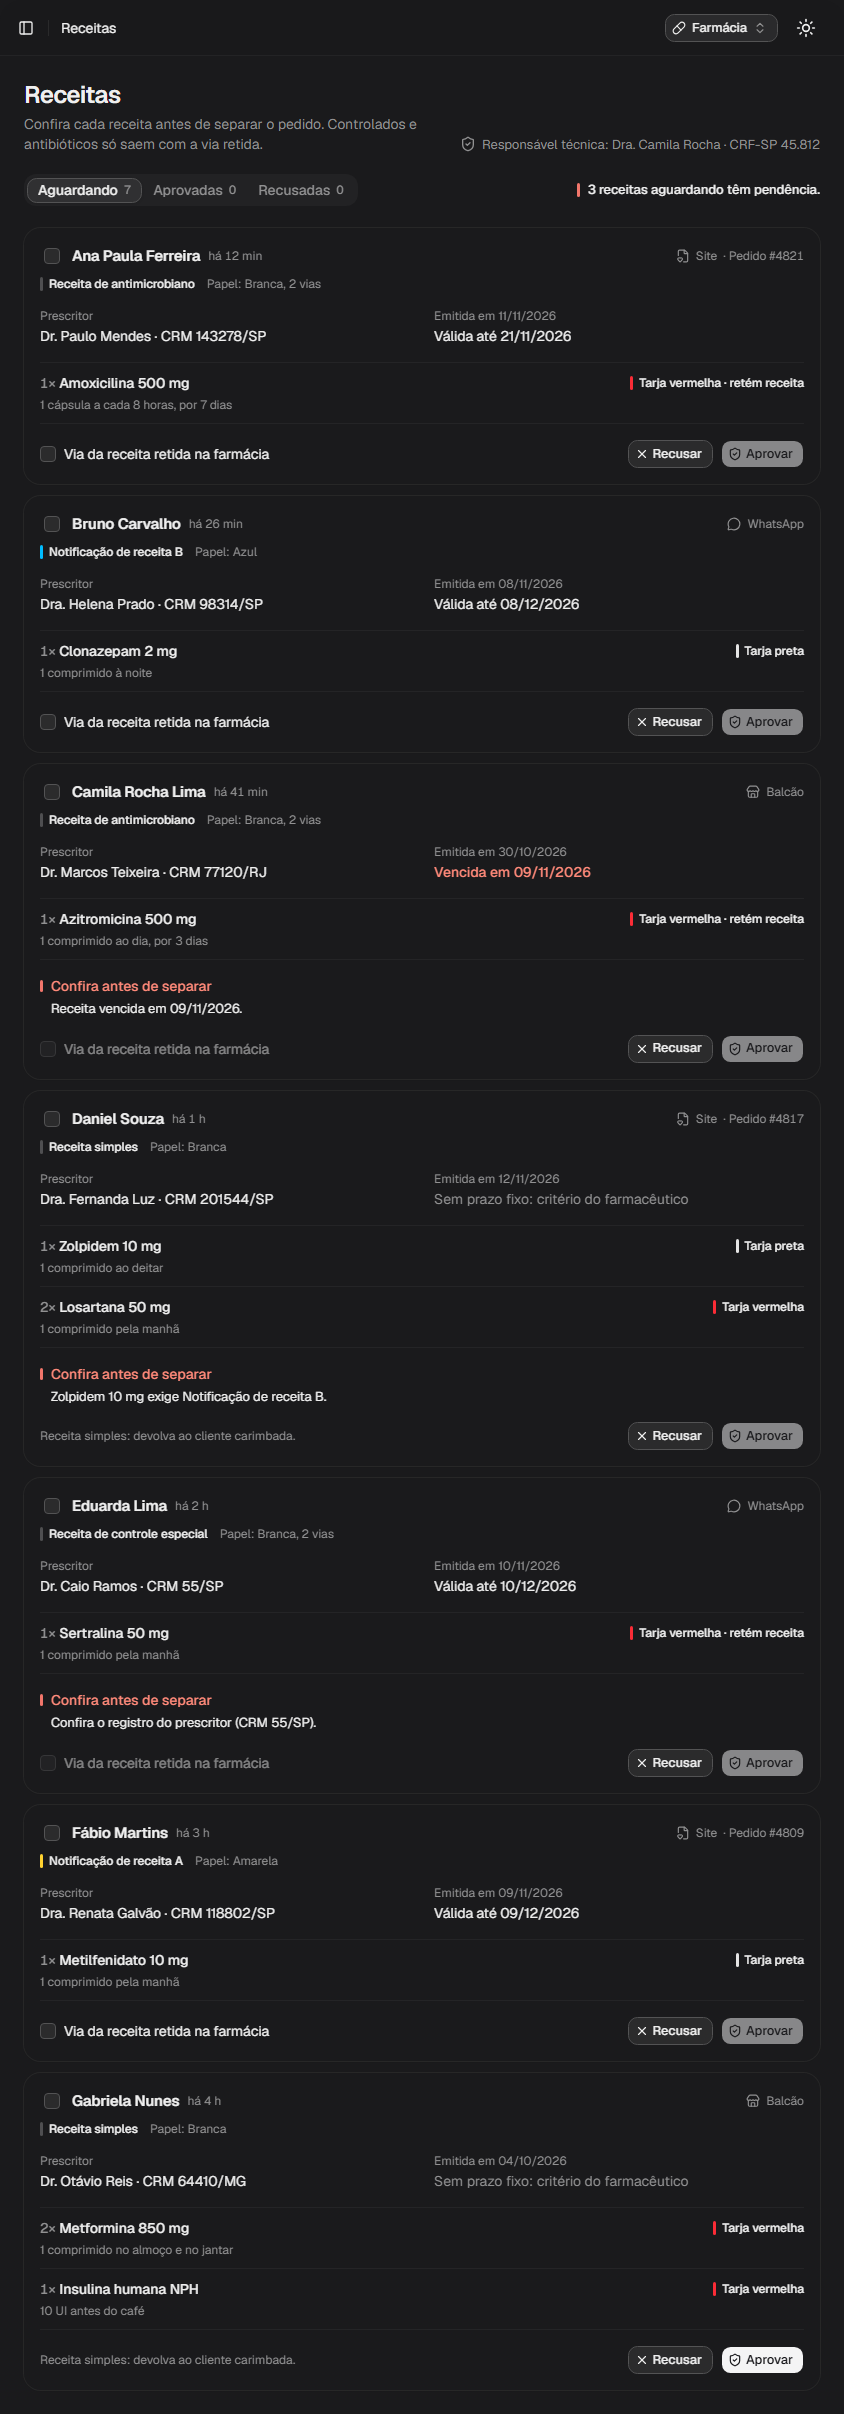 Receitas
Farmácia
Receitas
Confira cada receita antes de separar o pedido. Controlados e
antibióticos só saem com a via retida.
Responsável técnica: Dra. Camila Rocha · CRF-SP 45.812
Aguardando 7 Aprovadas 0 Recusadas 0
3 receitas aguardando têm pendência.
Ana Paula Ferreira há 12 min
Site · Pedido #4821
Receita de antimicrobiano Papel: Branca, 2 vias
Prescritor
Dr. Paulo Mendes · CRM 143278/SP
Emitida em 11/11/2026
Válida até 21/11/2026
1× Amoxicilina 500 mg
Tarja vermelha · retém receita
1 cápsula a cada 8 horas, por 7 dias
Via da receita retida na farmácia
Recusar
Aprovar
Bruno Carvalho há 26 min
WhatsApp
Notificação de receita B Papel: Azul
Prescritor
Dra. Helena Prado · CRM 98314/SP
Emitida em 08/11/2026
Válida até 08/12/2026
1× Clonazepam 2 mg
Tarja preta
1 comprimido à noite
Via da receita retida na farmácia
Recusar
Aprovar
Camila Rocha Lima há 41 min
Balcão
Receita de antimicrobiano Papel: Branca, 2 vias
Prescritor
Dr. Marcos Teixeira · CRM 77120/RJ
Emitida em 30/10/2026
Vencida em 09/11/2026
1× Azitromicina 500 mg
Tarja vermelha · retém receita
1 comprimido ao dia, por 3 dias
Confira antes de separar
Receita vencida em 09/11/2026.
Via da receita retida na farmácia
Recusar
Aprovar
Daniel Souza há 1 h
Site · Pedido #4817
Receita simples Papel: Branca
Prescritor
Dra. Fernanda Luz · CRM 201544/SP
Emitida em 12/11/2026
Sem prazo fixo: critério do farmacêutico
1× Zolpidem 10 mg
Tarja preta
1 comprimido ao deitar
2× Losartana 50 mg
Tarja vermelha
1 comprimido pela manhã
Confira antes de separar
Zolpidem 10 mg exige Notificação de receita B.
Receita simples: devolva ao cliente carimbada.
Recusar
Aprovar
Eduarda Lima há 2 h
WhatsApp
Receita de controle especial Papel: Branca, 2 vias
Prescritor
Dr. Caio Ramos · CRM 55/SP
Emitida em 10/11/2026
Válida até 10/12/2026
1× Sertralina 50 mg
Tarja vermelha · retém receita
1 comprimido pela manhã
Confira antes de separar
Confira o registro do prescritor (CRM 55/SP).
Via da receita retida na farmácia
Recusar
Aprovar
Fábio Martins há 3 h
Site · Pedido #4809
Notificação de receita A Papel: Amarela
Prescritor
Dra. Renata Galvão · CRM 118802/SP
Emitida em 09/11/2026
Válida até 09/12/2026
1× Metilfenidato 10 mg
Tarja preta
1 comprimido pela manhã
Via da receita retida na farmácia
Recusar
Aprovar
Gabriela Nunes há 4 h
Balcão
Receita simples Papel: Branca
Prescritor
Dr. Otávio Reis · CRM 64410/MG
Emitida em 04/10/2026
Sem prazo fixo: critério do farmacêutico
2× Metformina 850 mg
Tarja vermelha
1 comprimido no almoço e no jantar
1× Insulina humana NPH
Tarja vermelha
10 UI antes do café
Receita simples: devolva ao cliente carimbada.
Recusar
Aprovar